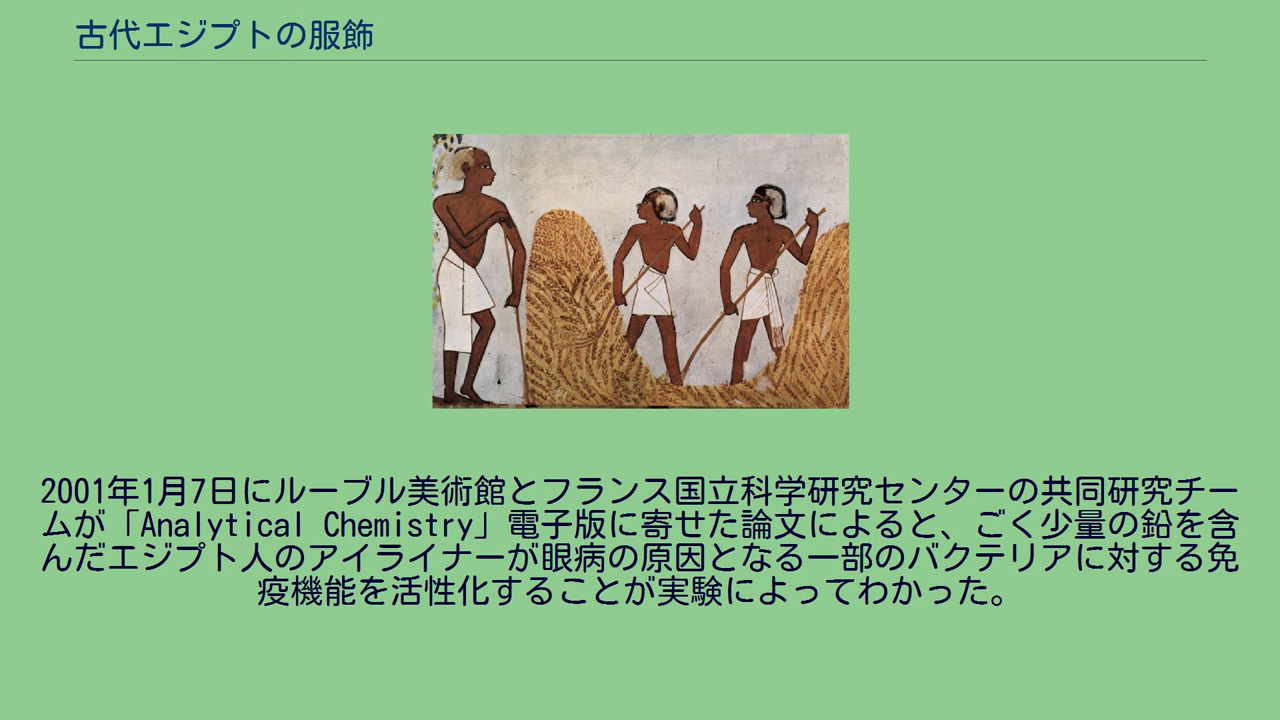 古代エジプトの服飾
2001年1月7日にルーブル美術館とフランス国立科学研究センターの共同研究チー
ムが「Analytical Chemistry」電子版に寄せた論文によると、ごく少量の鉛を含
んだエジプト人のアイライナーが眼病の原因となる一部のバクテリアに対する免
疫機能を活性化することが実験によってわかった。